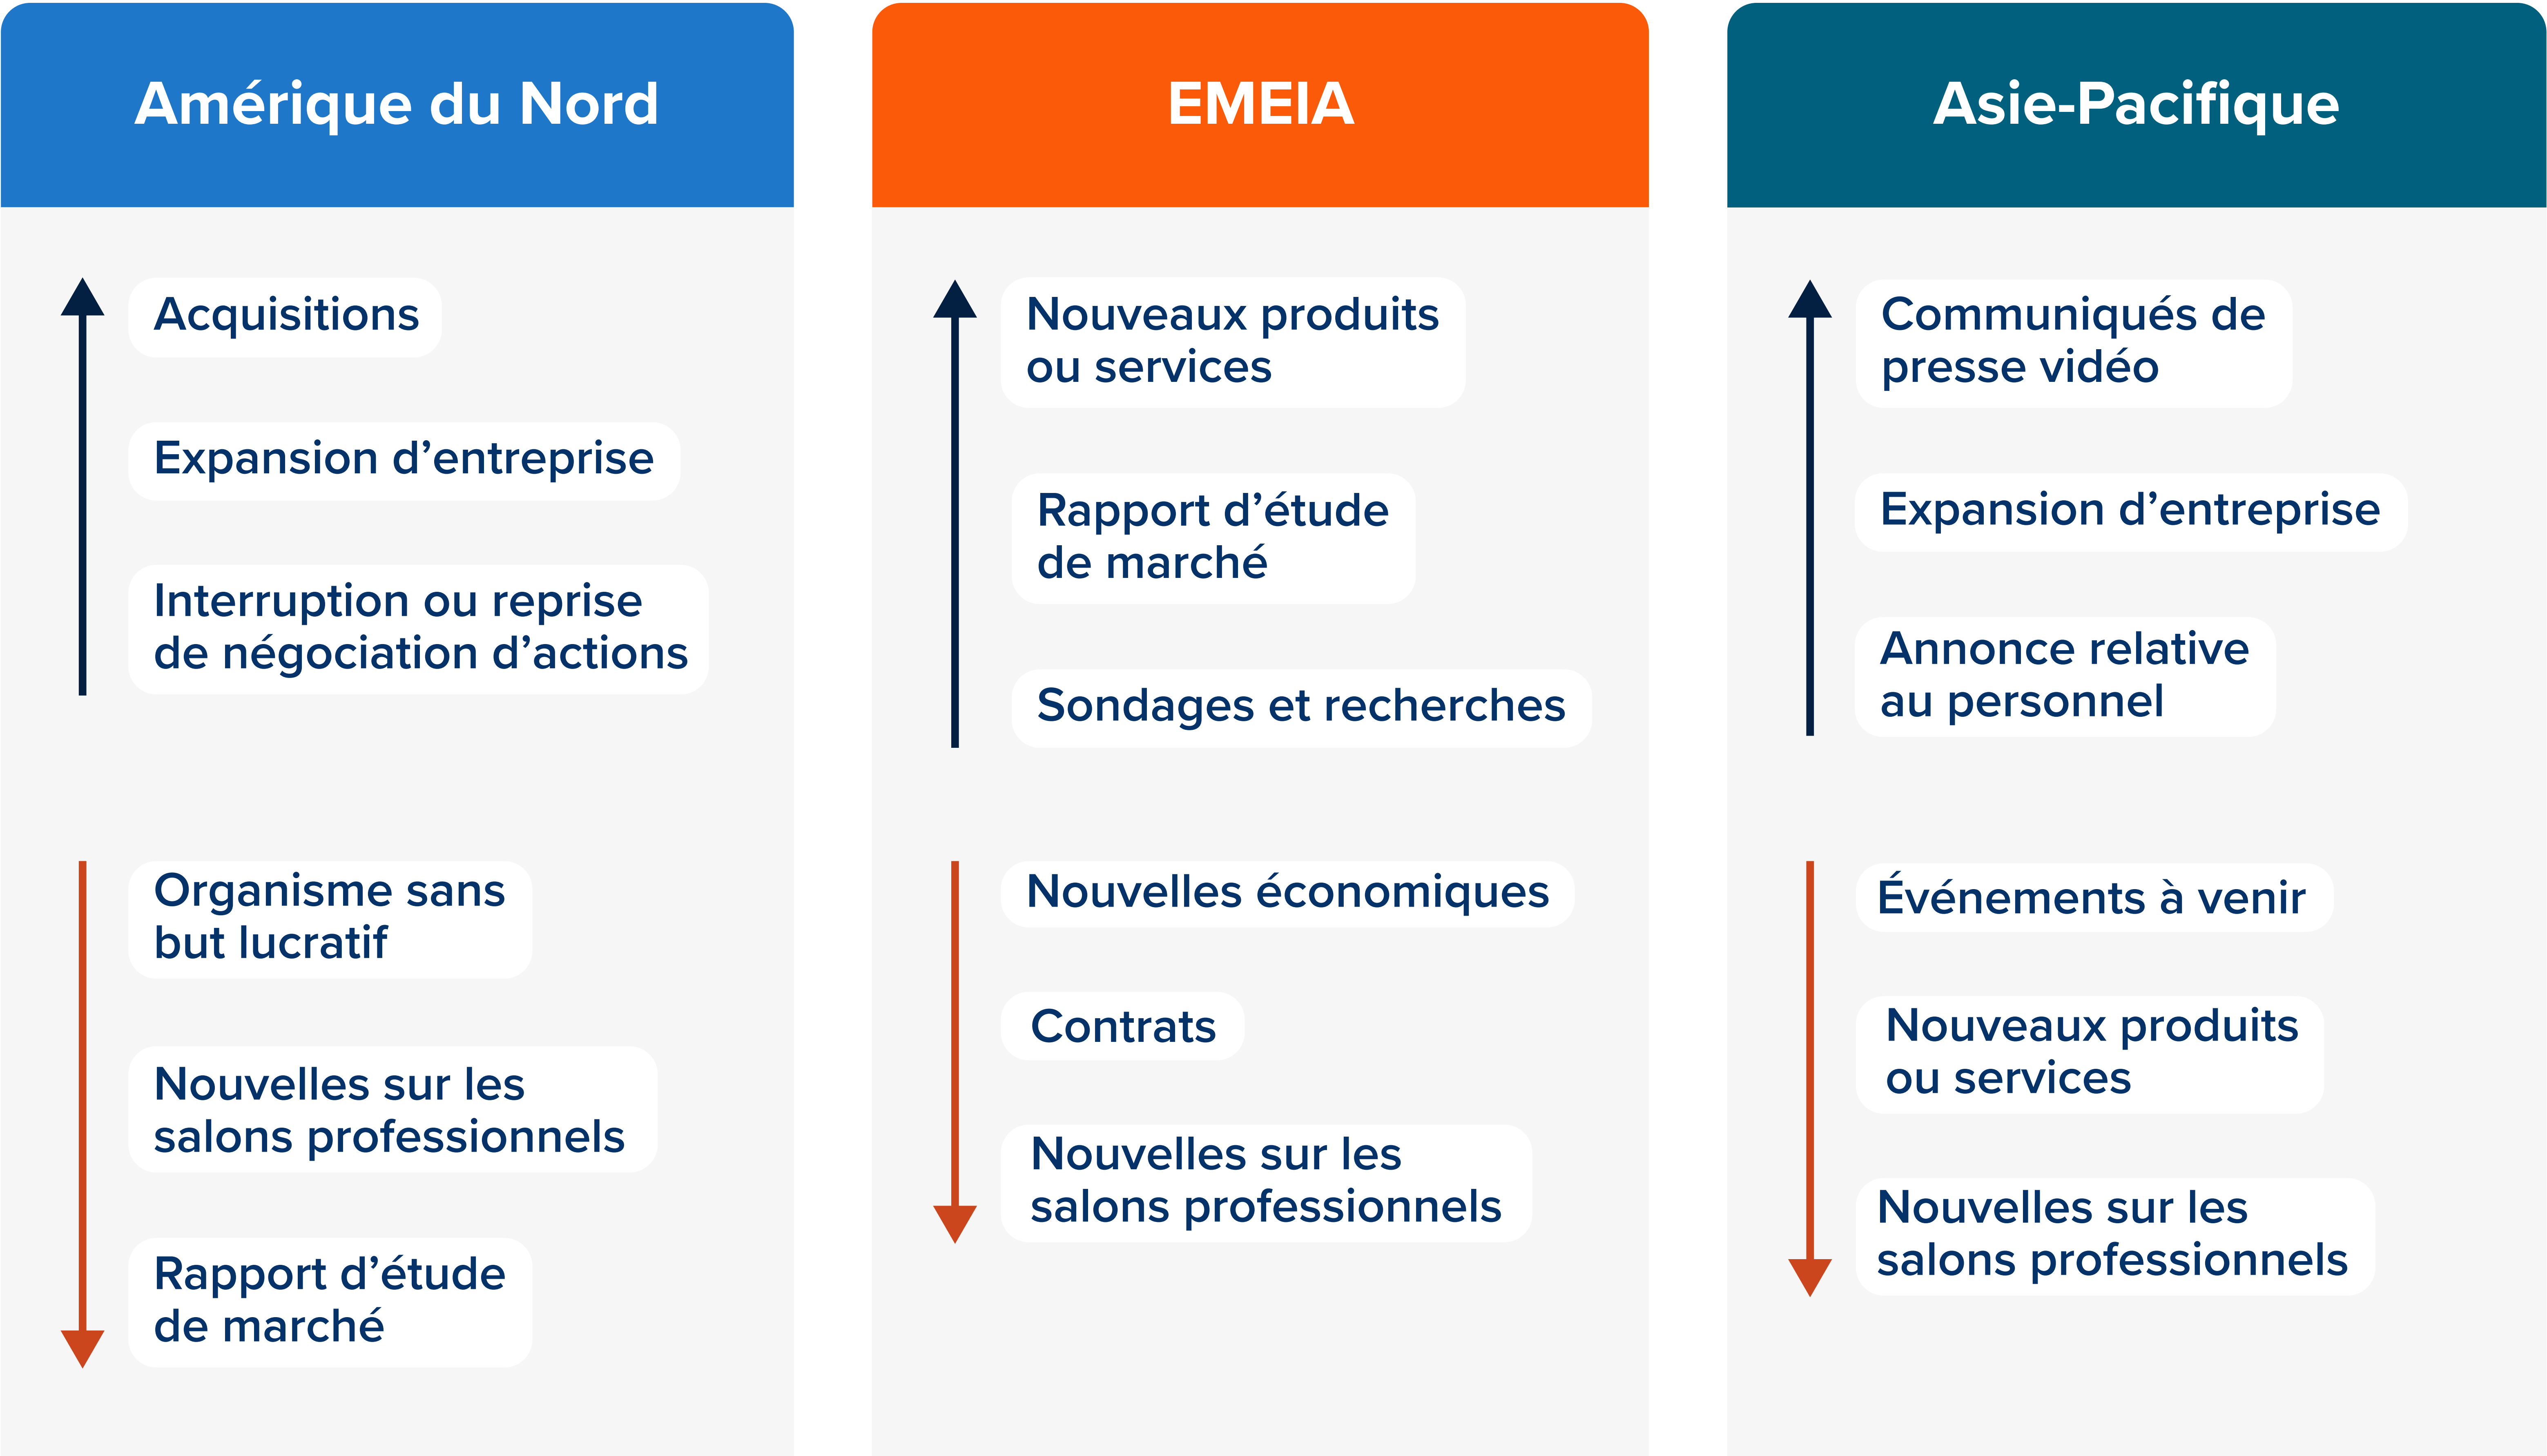 Amérique du Nord
Acquisitions
Expansion d’entreprise
Interruption ou reprise
de négociation d’actions
Organisme sans
but lucratif
Nouvelles sur les
salons professionnels
Rapport d’étude
de marché
EMEIA
Nouveaux produits
ou services
Rapport d’étude
de marché
Sondages et recherches
Nouvelles économiques
Contrats
Nouvelles sur les
salons professionnels
Asie-Pacifique
Communiqués de
presse vidéo
Expansion d’entreprise
Annonce relative
au personnel
Événements à venir
Nouveaux produits
ou services
Nouvelles sur les
salons professionnels